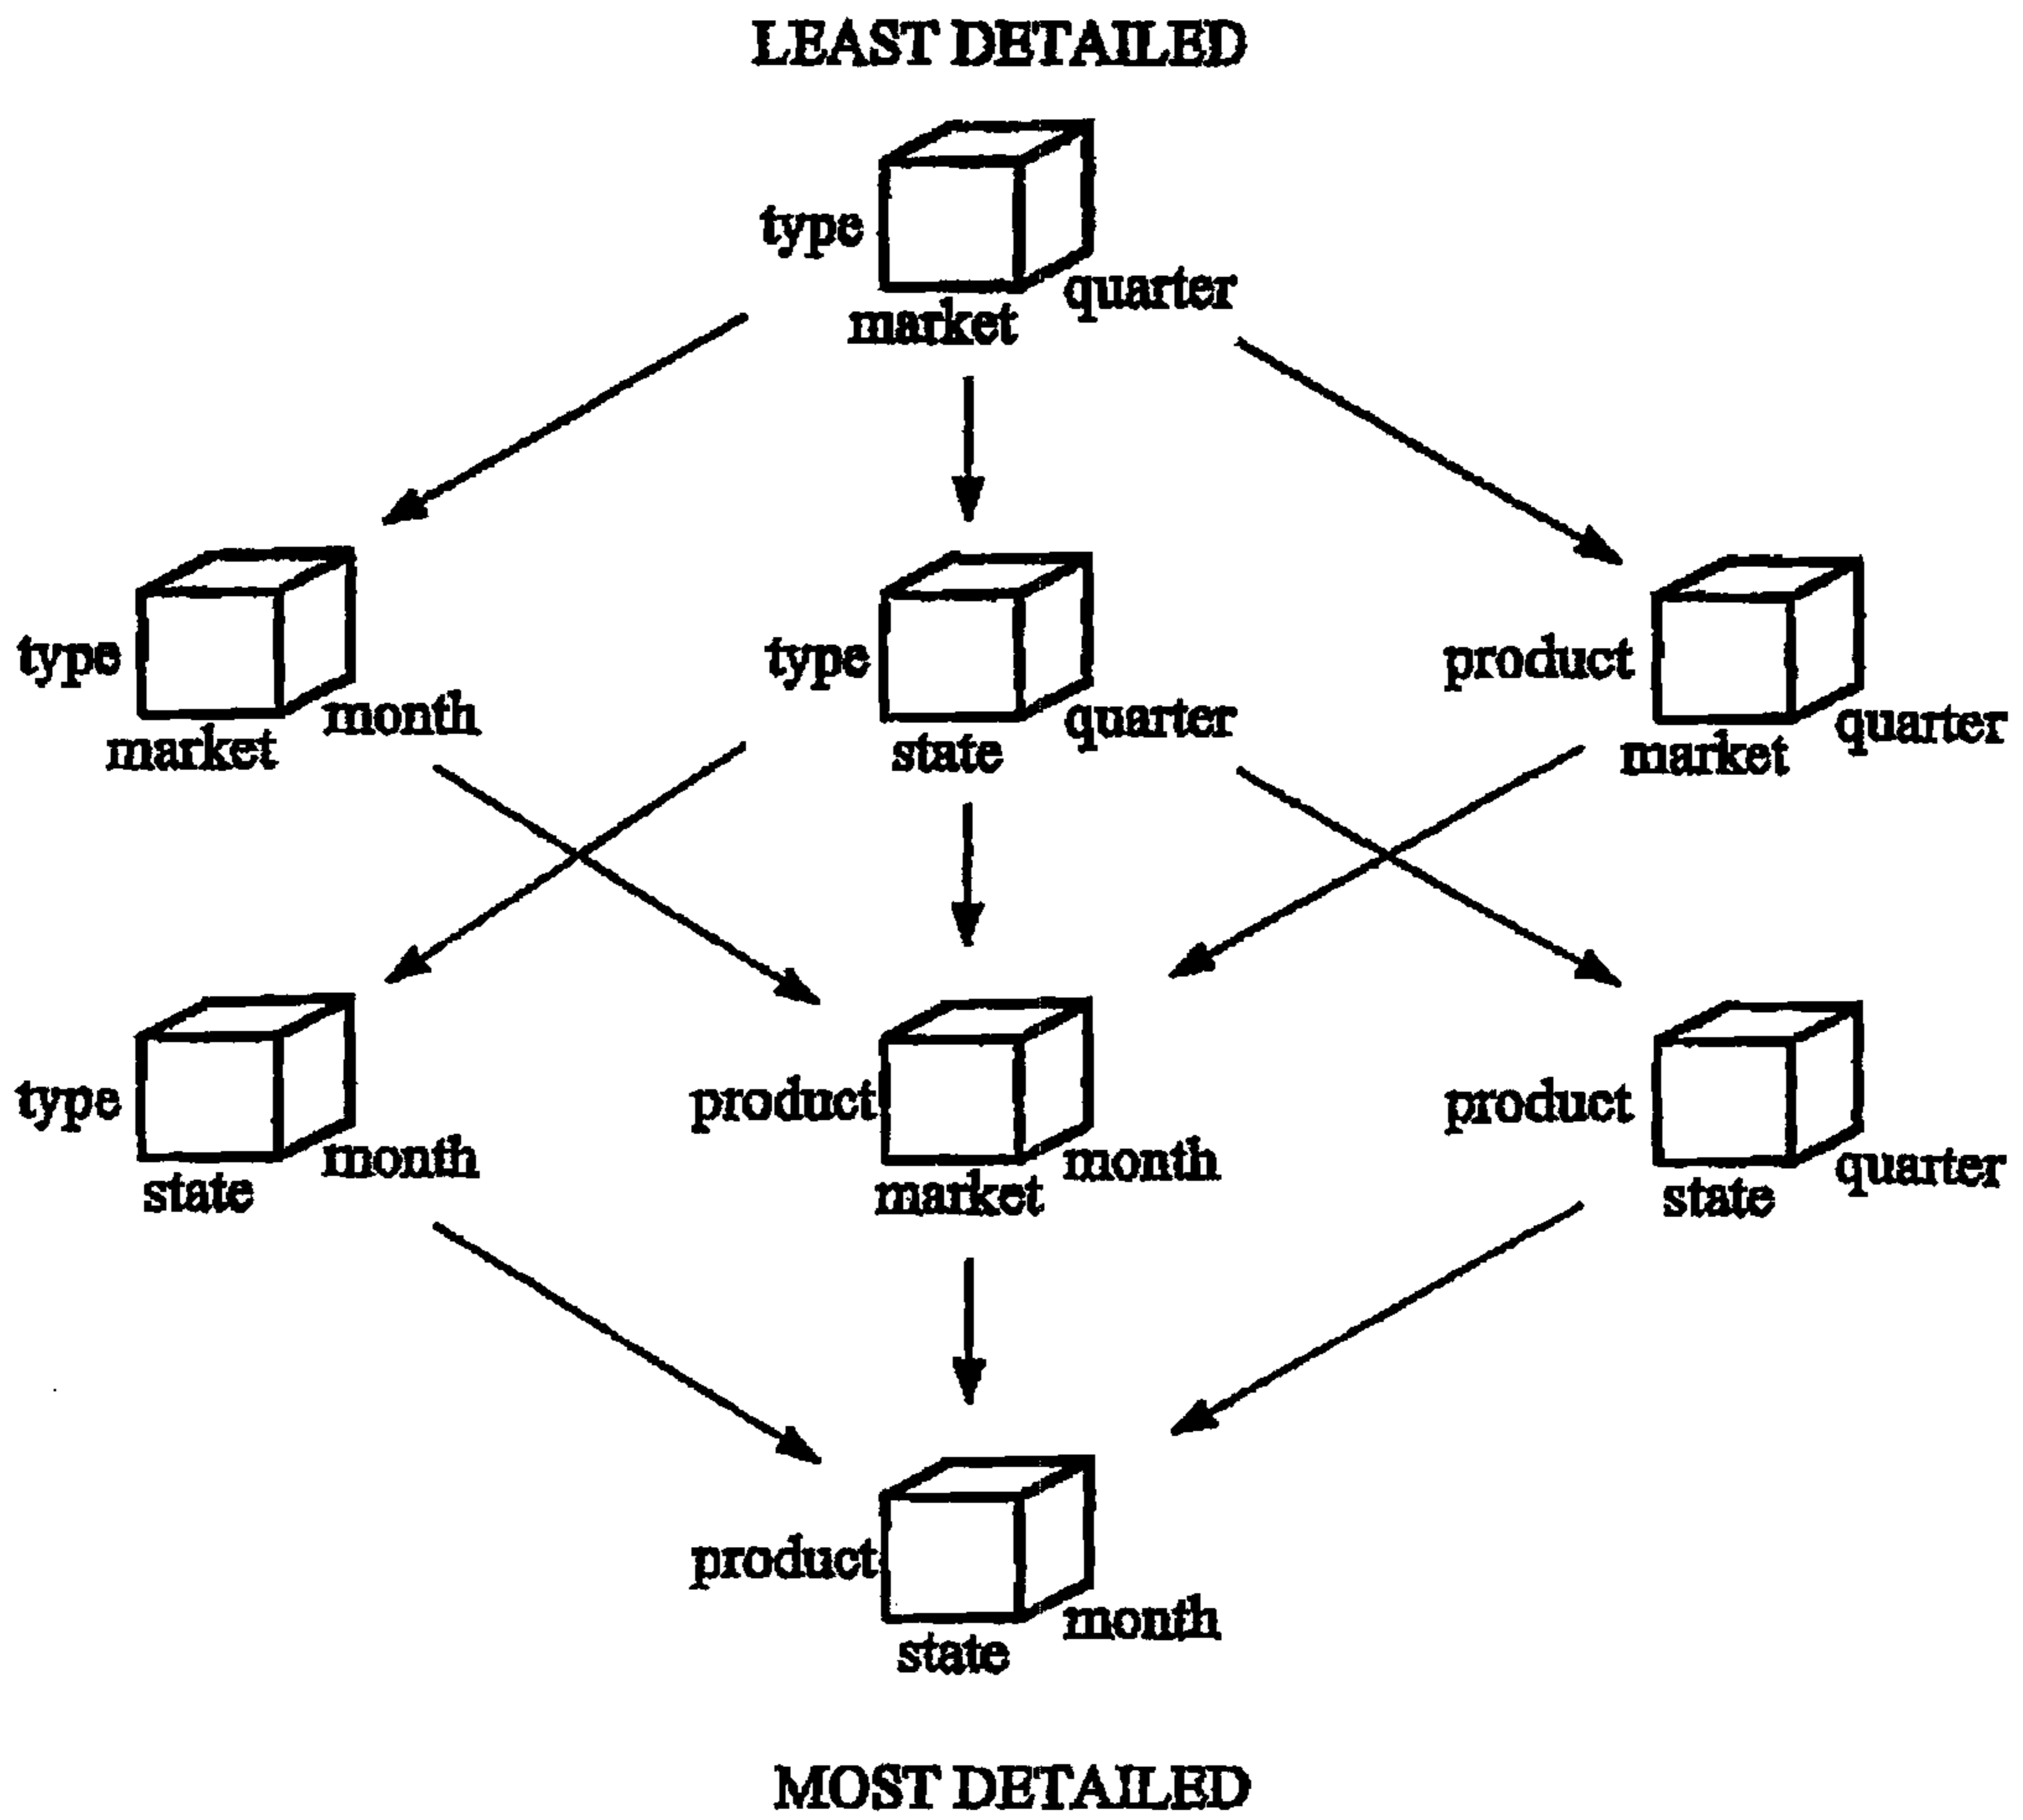 LEAST DETAILED
type
quarter
market
type
month
market
type
quarter
state
product
quarter
market
type
month
state
product
month
market
product
quarter
state
product
month
state
MOST DETAILED